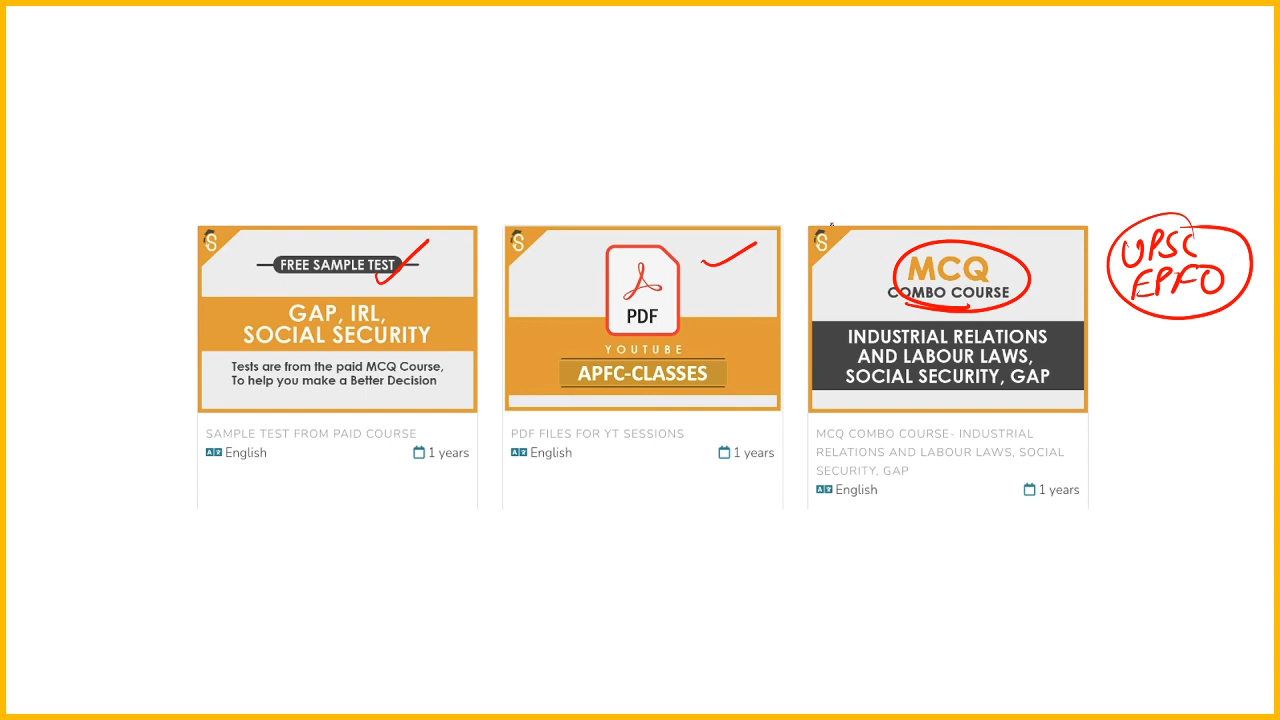 FREE SAMPLE TEST
GAP, IRL,
SOCIAL SECURITY
Tests are from the paid MCQ Course,
To help you make a Better Decision
SAMPLE TEST FROM PAID COURSE
English
1 years
PDF
YOUTUBE
APFC-CLASSES
PDF FILES FOR YT SESSIONS
English
1 years
MCQ
COMBO COURSE
INDUSTRIAL RELATIONS
AND LABOUR LAWS,
SOCIAL SECURITY, GAP
MCQ COMBO COURSE- INDUSTRIAL
RELATIONS AND LABOUR LAWS, SOCIAL
SECURITY, GAP
English
1 years
UPSC
EPFO